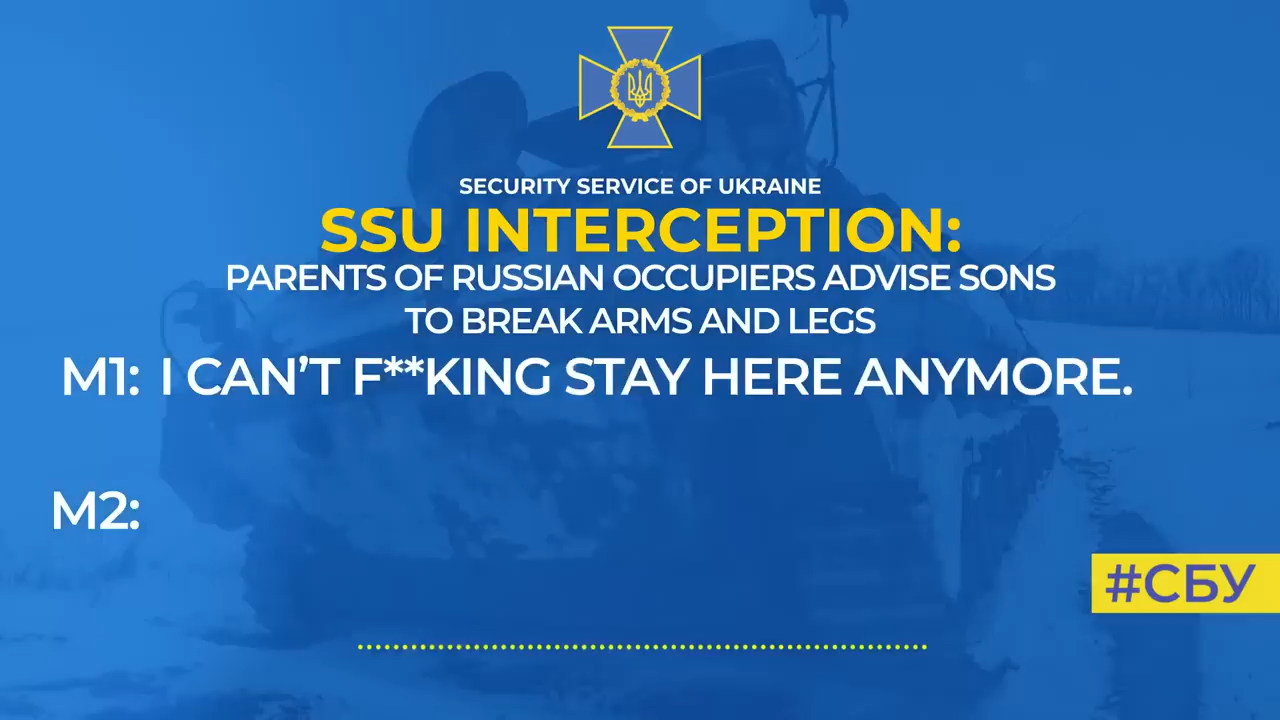 SECURITY SERVICE OF UKRAINE
SSU INTERCEPTION:
PARENTS OF RUSSIAN OCCUPIERS ADVISE SONS
TO BREAK ARMS AND LEGS
M1: I CAN'T F**KING STAY HERE ANYMORE.
M2:
#СБУ